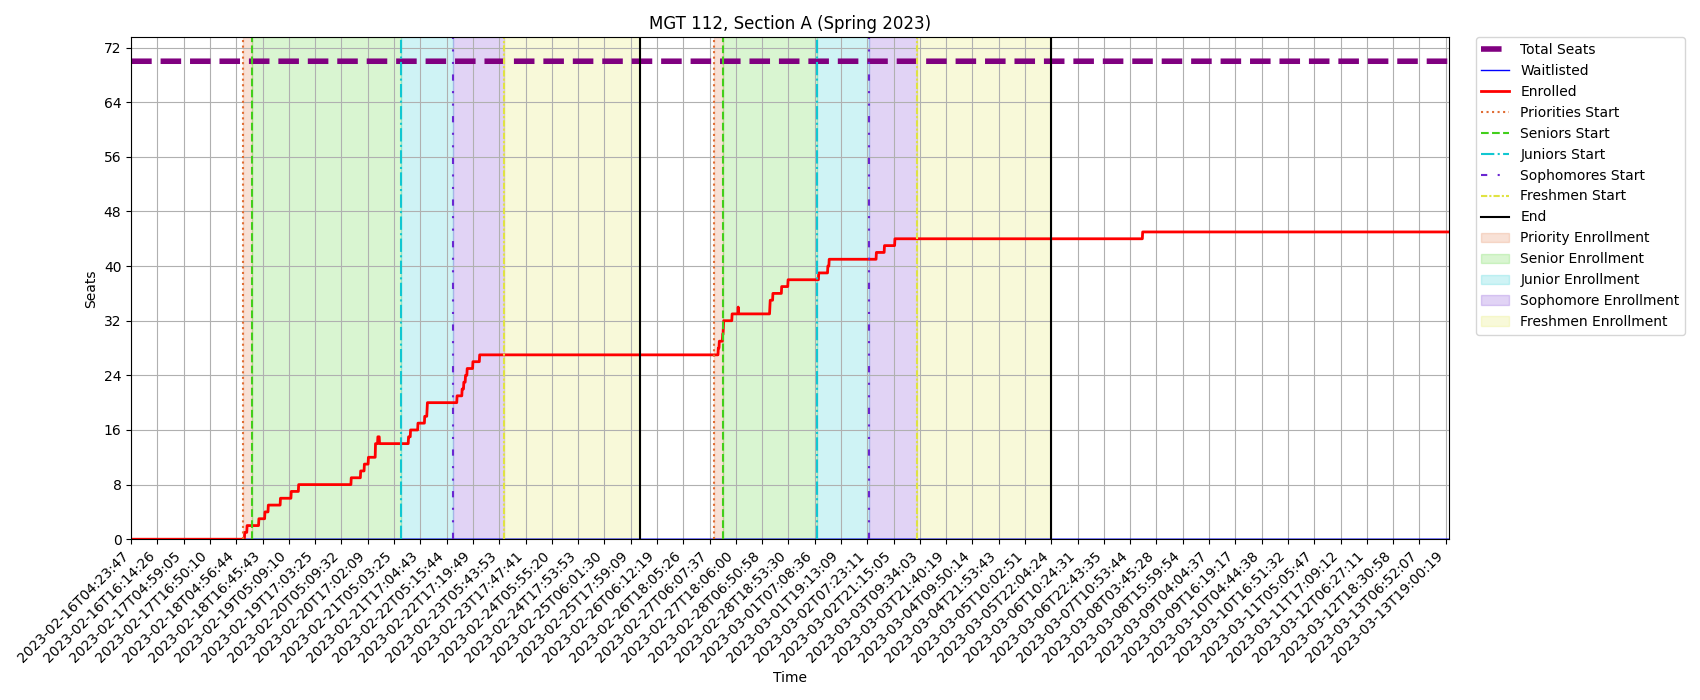 MGT 112, Section A (Spring 2023)
Seats
72
64
56
48
40
32
24
16
8
0
2023-02-16T04:23:47
2023-02-16T16:14:26
2023-02-17T04:59:05
2023-02-17T16:50:10
2023-02-18T04:56:44
2023-02-18T16:45:43
2023-02-19T05:09:10
2023-02-19T17:03:25
2023-02-20T05:09:32
2023-02-20T17:02:09
2023-02-21T05:03:25
2023-02-21T17:04:43
2023-02-22T05:15:44
2023-02-22T17:19:49
2023-02-23T05:43:53
2023-02-23T17:47:41
2023-02-24T05:55:20
2023-02-24T17:53:53
2023-02-25T06:01:30
2023-02-25T17:59:09
2023-02-26T06:12:19
2023-02-26T18:05:26
2023-02-27T06:07:37
2023-02-27T18:06:00
2023-02-28T06:50:58
2023-02-28T18:53:30
2023-03-01T07:08:36
2023-03-01T19:13:09
2023-03-02T07:23:11
2023-03-02T21:15:05
2023-03-03T09:34:03
2023-03-03T21:40:19
2023-03-04T09:50:14
2023-03-04T21:53:43
2023-03-05T10:02:51
2023-03-05T22:04:24
2023-03-06T10:24:31
2023-03-06T22:43:35
2023-03-07T10:53:44
2023-03-08T03:45:28
2023-03-08T15:59:54
2023-03-09T04:04:37
2023-03-09T16:19:17
2023-03-10T04:44:38
2023-03-10T16:51:32
2023-03-11T05:05:47
2023-03-11T17:09:12
2023-03-12T06:27:11
2023-03-12T18:30:58
2023-03-13T06:52:07
2023-03-13T19:00:19
Time
Total Seats
Waitlisted
Enrolled
Priorities Start
Seniors Start
Juniors Start
Sophomores Start
Freshmen Start
End
Priority Enrollment
Senior Enrollment
Junior Enrollment
Sophomore Enrollment
Freshmen Enrollment